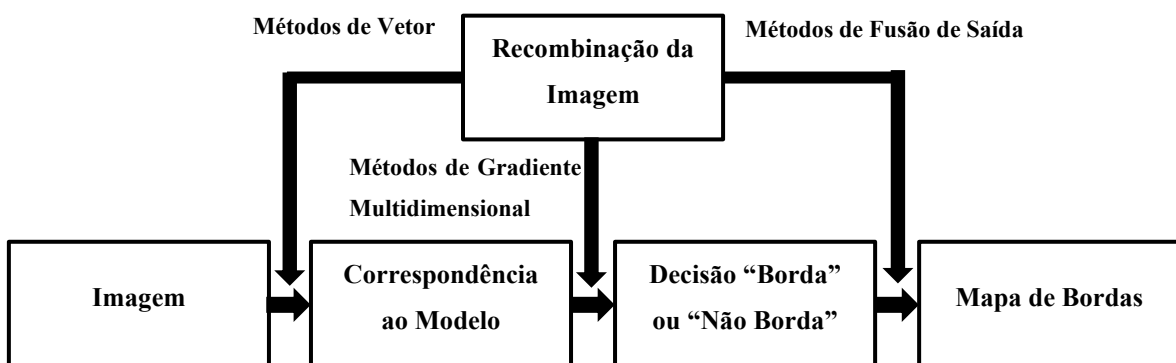 Métodos de Vetor
Recombinação da
Imagem
Métodos de Fusão de Saída
Métodos de Gradiente
Multidimensional
Imagem
Correspondência
ao Modelo
Decisão “Borda”
ou “Não Borda”
Mapa de Bordas